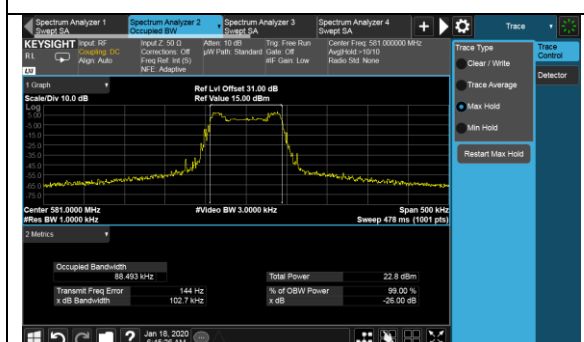 Spectrum Analyzer 1
Swept SA
Spectrum Analyzer 2
Occupied BW
Spectrum Analyzer 3
Swept SA
Spectrum Analyzer 4
Swept SA
+
Trace
KEYSIGHT
RL
LXI
Input: RF
Coupling: DC
Align: Auto
Input Z: 50 Ω
Corrections: Off
Freq Ref: Int (S)
NFE: Adaptive
Atten: 10 dB
µW Path: Standard
Trig: Free Run
Gate: Off
#IF Gain: Low
Center Freq: 581.000000 MHz
Avg|Hold:>10/10
Radio Std: None
Trace Type
Clear / Write
Trace Average
Max Hold
Min Hold
Restart Max Hold
Trace Control
Detector
1 Graph
Scale/Div 10.0 dB
Ref Lvl Offset 31.00 dB
Ref Value 15.00 dBm
Log
5.00
-5.00
-15.0
-25.0
-35.0
-45.0
-55.0
-65.0
-75.0
Center 581.0000 MHz
#Res BW 1.0000 kHz
#Video BW 3.0000 kHz
Span 500 kHz
Sweep 478 ms (1001 pts)
2 Metrics
Occupied Bandwidth
88.493 kHz
Total Power 22.8 dBm
Transmit Freq Error 144 Hz
% of OBW Power 99.00 %
x dB Bandwidth 102.7 kHz
x dB -26.00 dB
?
Jan 18, 2020